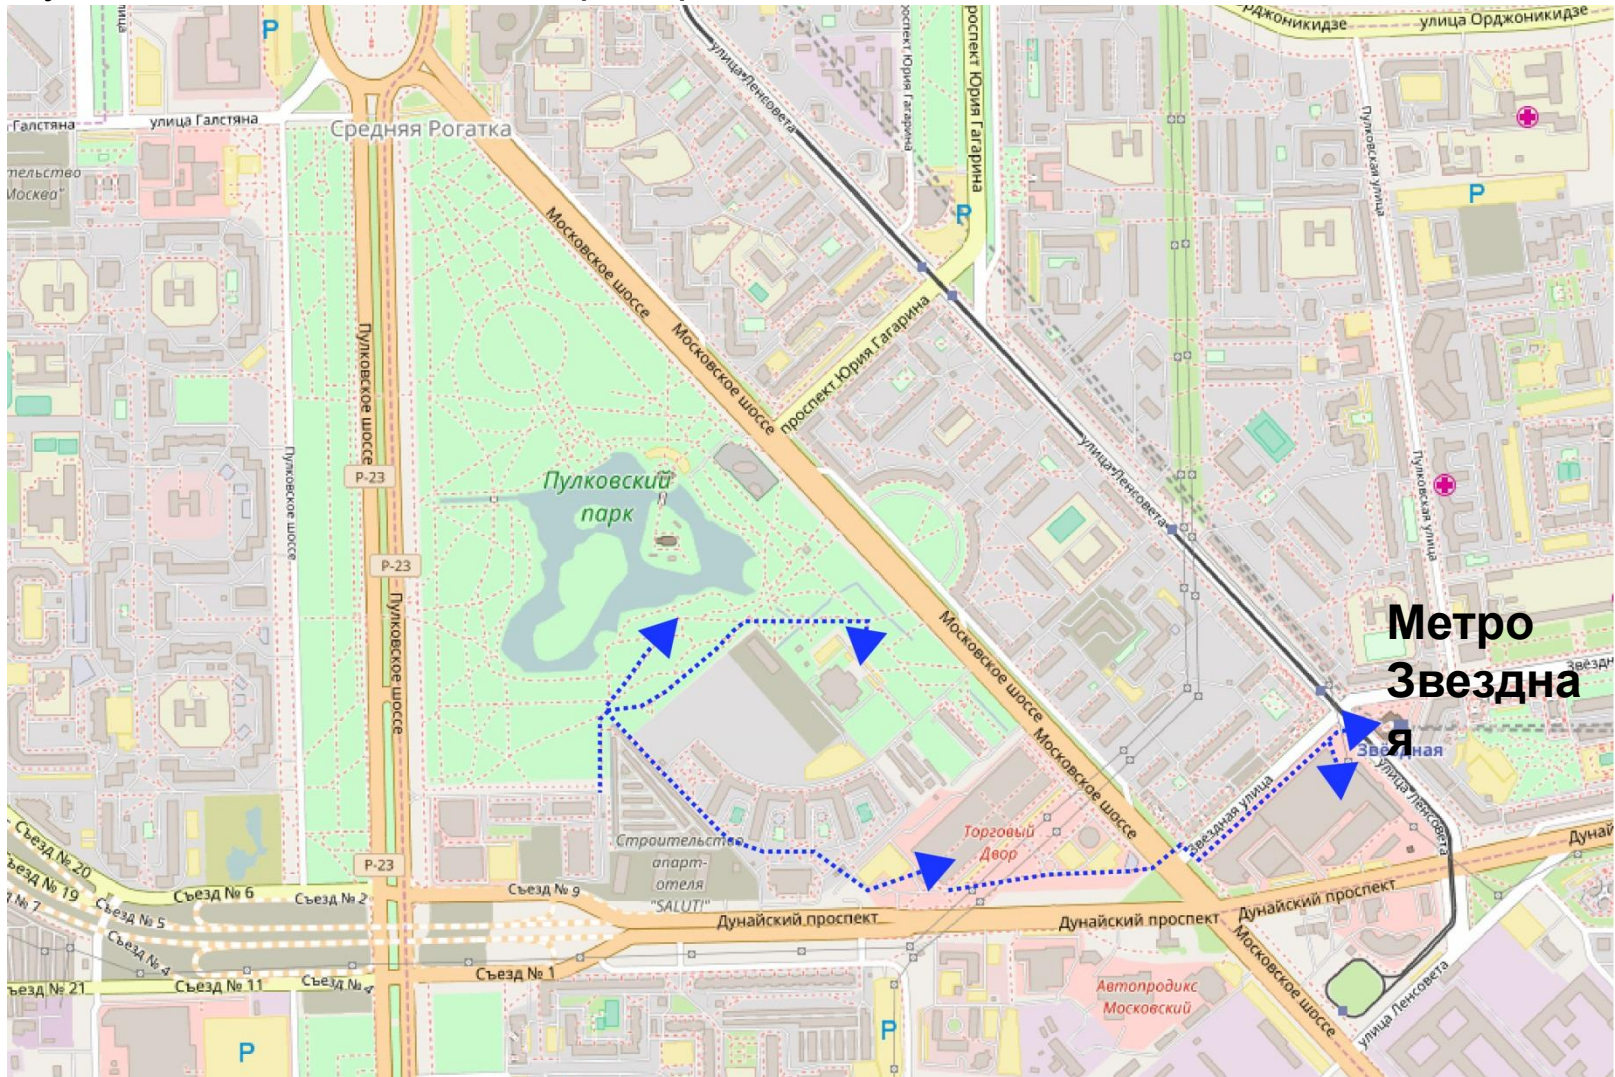 улица Орджоникидзе
улица Орджоникидзе
улица
проспект Юрия Гагарина
проспект Юрия Гагарина
улица Ленсовета
P
Галстяна
улица Галстяна
Средняя Рогатка
Пулковская улица
P
P
Москва"
Московское шоссе
Московское шоссе
проспект Юрия Гагарина
Пулковское шоссе
Р-23
Пулковское шоссе
Пулковский
парк
улица Ленсовета
Пулковская улица
Р-23
Пулковское шоссе
Московское шоссе
Метро
Звездна
я
Звёздная
Московское шоссе
улица Ленсовета
Звёздная улица
Торговый
Двор
Строительство
апарт-
отеля
"SALUT!"
Р-23
Съезд № 20
Съезд № 19
Съезд № 6
Съезд № 2
Съезд № 9
Съезд № 5
№ 7
Съезд № 4
Дунайский проспект
Дунайский проспект
Дунайский проспект
Московское шоссе
Съезд № 21
Съезд № 11
Съезд № 4
Съезд № 1
Автопродикс
Московский
улица Ленсовета
P
P